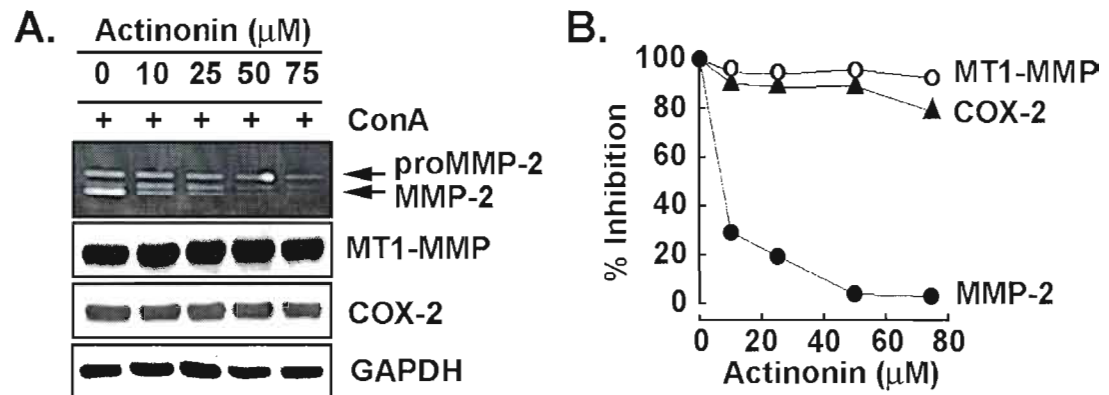 A.
Actinonin (μM)
0 10 25 50 75
+ + + + + ConA
proMMP-2
MMP-2
MT1-MMP
COX-2
GAPDH
B.
% Inhibition
100
80
60
40
20
0
0 20 40 60 80
Actinonin (μM)
MT1-MMP
COX-2
MMP-2